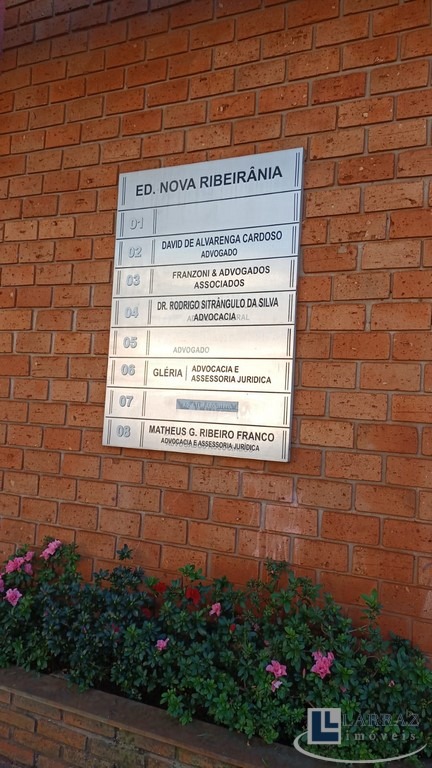 ED. NOVA RIBEIRÂNIA
01
02 DAVID DE ALVARENGA CARDOSO
ADVOGADO
03 FRANZONI & ADVOGADOS
ASSOCIADOS
04 DR. RODRIGO SITRÂNGULO DA SILVA
ADVOCACIA
05 ADVOGADO
06 GLÉRIA ADVOCACIA E
ASSESSORIA JURIDICA
07
08 MATHEUS G. RIBEIRO FRANCO
ADVOCACIA E ASSESSORIA JURÍDICA
LARRAZ
imóveis